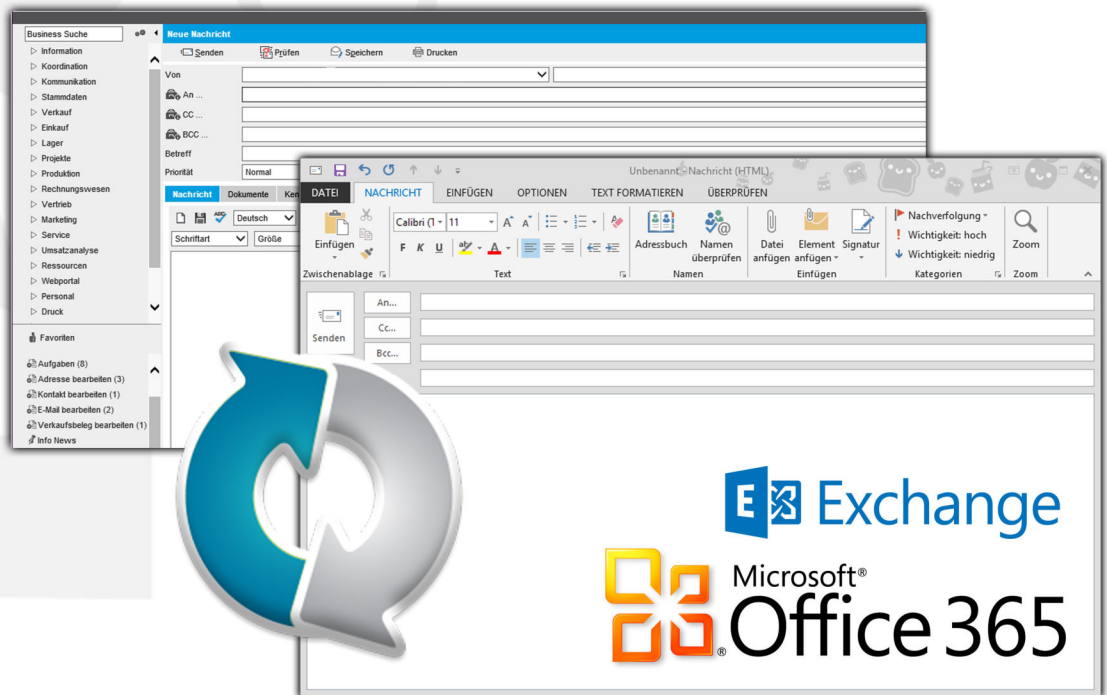 Business Suche
Information
Koordination
Kommunikation
Stammdaten
Verkauf
Einkauf
Lager
Projekte
Produktion
Rechnungswesen
Vertrieb
Marketing
Service
Umsatzanalyse
Ressourcen
Webportal
Personal
Druck
Favoriten
Aufgaben (8)
Adresse bearbeiten (3)
Kontakt bearbeiten (1)
E-Mail bearbeiten (2)
Verkaufsbeleg bearbeiten (1)
Info News
Neue Nachricht
Senden Prüfen Speichern Drucken
Von
An ...
CC ...
BCC ...
Betreff
Priorität Normal
Nachricht Dokumente Ken
Deutsch
Schriftart Größe
Unbenannt - Nachricht (HTML)
DATEI NACHRICHT EINFÜGEN OPTIONEN TEXT FORMATIEREN ÜBERPRÜFEN
Einfügen
Zwischenablage
Calibri (T 11 A A
F K U aby A
Text
Adressbuch Namen überprüfen
Namen
Datei anfügen Element anfügen Signatur
Einfügen
Nachverfolgung
Wichtigkeit: hoch
Wichtigkeit: niedrig
Kategorien
Zoom
Zoom
Senden
An...
Cc...
Bcc...
E Exchange
Microsoft®
Office 365